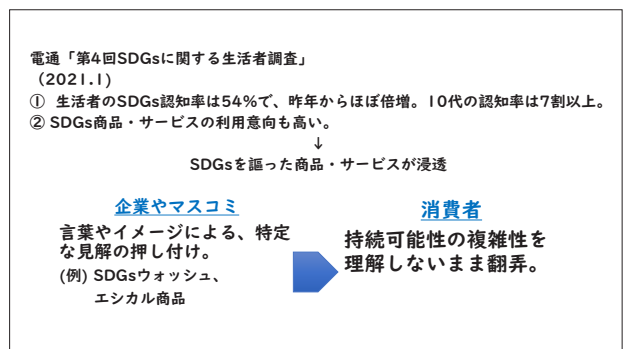 電通「第4回SDGsに関する生活者調査」
(2021.1)
① 生活者のSDGs認知率は54%で、昨年からほぼ倍増。10代の認知率は7割以上。
② SDGs商品・サービスの利用意向も高い。
↓
SDGsを謳った商品・サービスが浸透
企業やマスコミ
言葉やイメージによる、特定
な見解の押し付け。
(例) SDGsウォッシュ、
エシカル商品
消費者
持続可能性の複雑性を
理解しないまま翻弄。